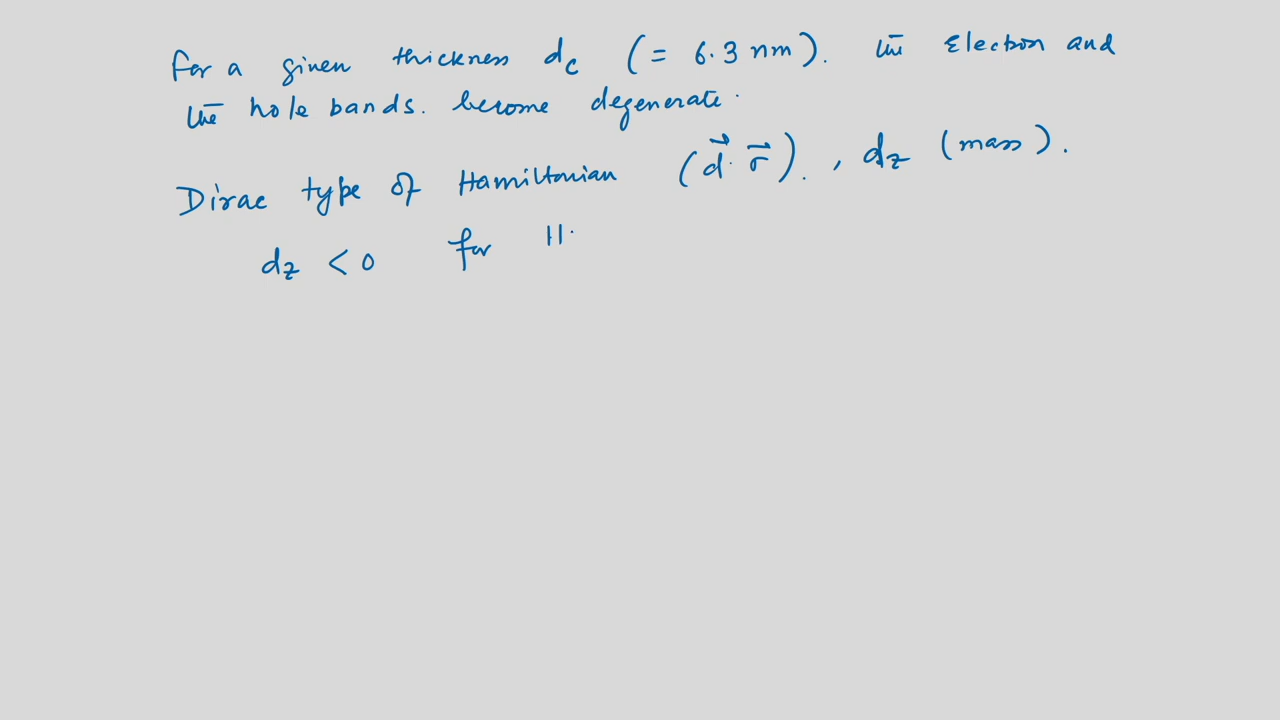 For a given thickness d_c (= 6.3 nm). the Electron and
the hole bands. become degenerate.
Dirac type of Hamiltonian (d⃗·σ⃗)., d_z (mass).
d_z < 0 for H·